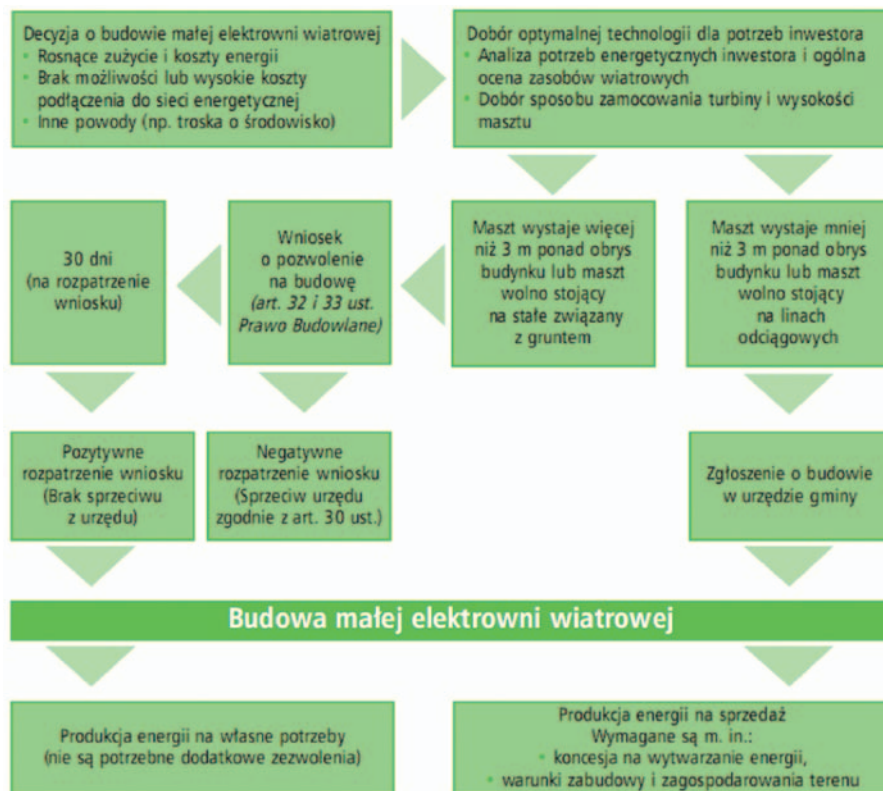 Decyzja o budowie małej elektrowni wiatrowej
• Rosnące zużycie i koszty energii
• Brak możliwości lub wysokie koszty
podłączenia do sieci energetycznej
• Inne powody (np. troska o środowisko)
Dobór optymalnej technologii dla potrzeb inwestora
• Analiza potrzeb energetycznych inwestora i ogólna
ocena zasobów wiatrowych
• Dobór sposobu zamocowania turbiny i wysokości
masztu
30 dni
(na rozpatrzenie
wniosku)
Wniosek
o pozwolenie
na budowę
(art. 32 i 33 ust.
Prawo Budowlane)
Maszt wystaje więcej
niż 3 m ponad obrys
budynku lub maszt
wolno stojący
na stałe związany
z gruntem
Maszt wystaje mniej
niż 3 m ponad obrys
budynku lub maszt
wolno stojący
na linach
odciągowych
Pozytywne
rozpatrzenie wniosku
(Brak sprzeciwu
z urzędu)
Negatywne
rozpatrzenie wniosku
(Sprzeciw urzędu
zgodnie z art. 30 ust.)
Zgłoszenie o budowie
w urzędzie gminy
Budowa małej elektrowni wiatrowej
Produkcja energii na własne potrzeby
(nie są potrzebne dodatkowe zezwolenia)
Produkcja energii na sprzedaż
Wymagane są m. in.:
• koncesja na wytwarzanie energii,
• warunki zabudowy i zagospodarowania terenu